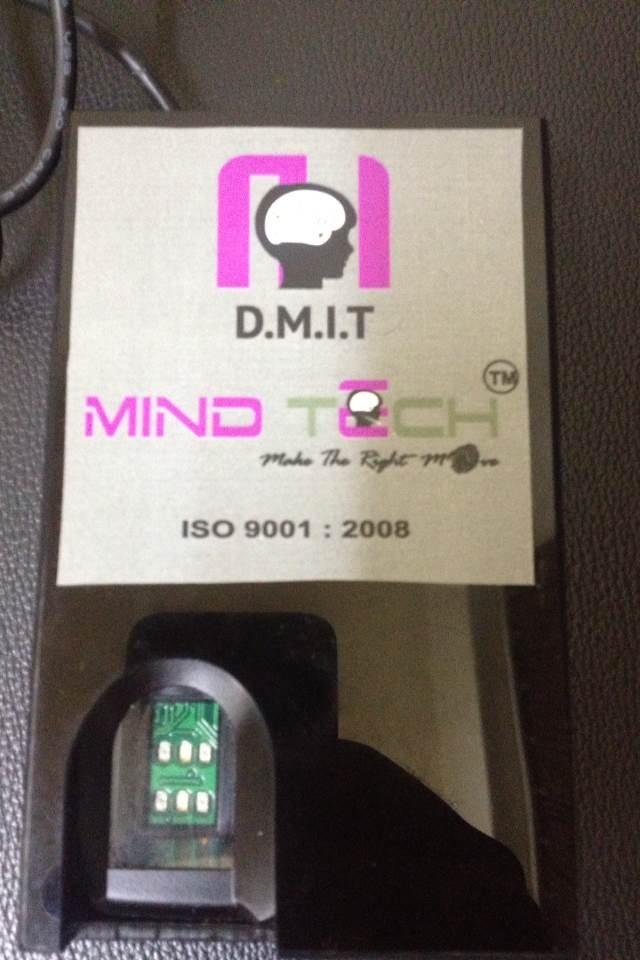 D.M.I.T
MIND TECH TM
Make The Right Move
ISO 9001 : 2008